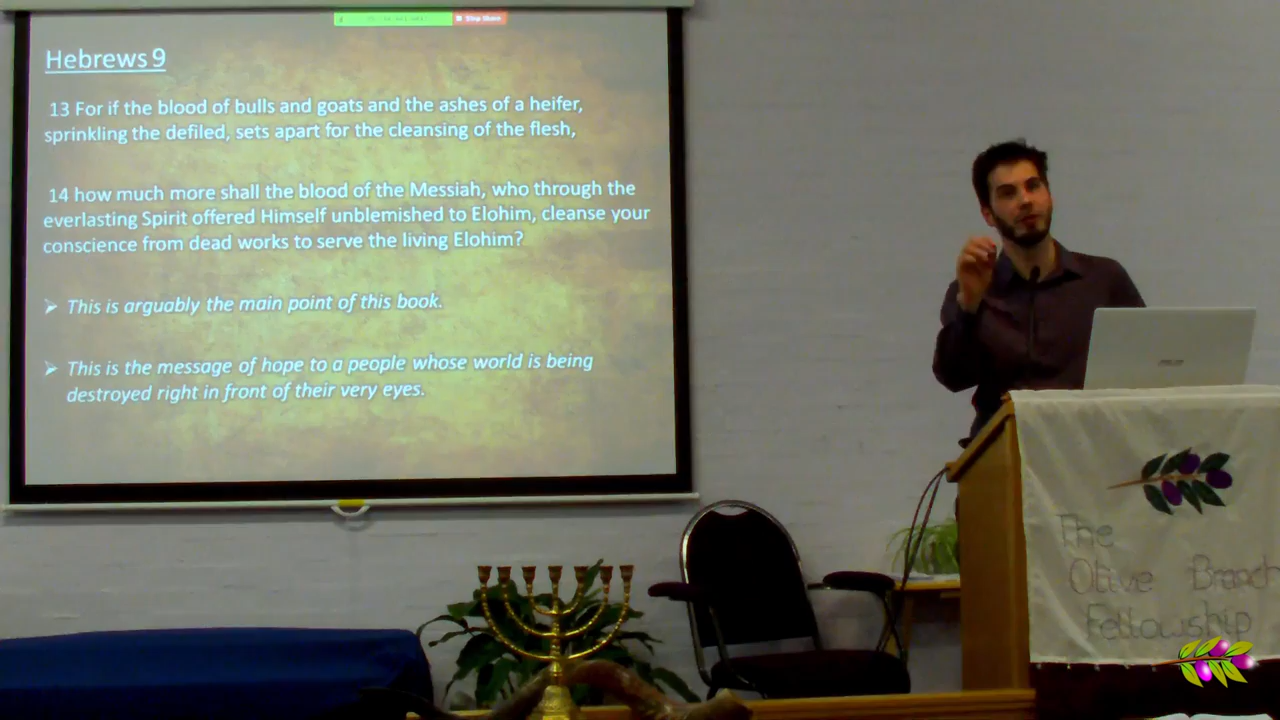 Stop Share
Hebrews 9
13 For if the blood of bulls and goats and the ashes of a heifer,
sprinkling the defiled, sets apart for the cleansing of the flesh,
14 how much more shall the blood of the Messiah, who through the
everlasting Spirit offered Himself unblemished to Elohim, cleanse your
conscience from dead works to serve the living Elohim?
➤ This is arguably the main point of this book.
➤ This is the message of hope to a people whose world is being
destroyed right in front of their very eyes.
ASUS
The
Olive Branch
Fellowship